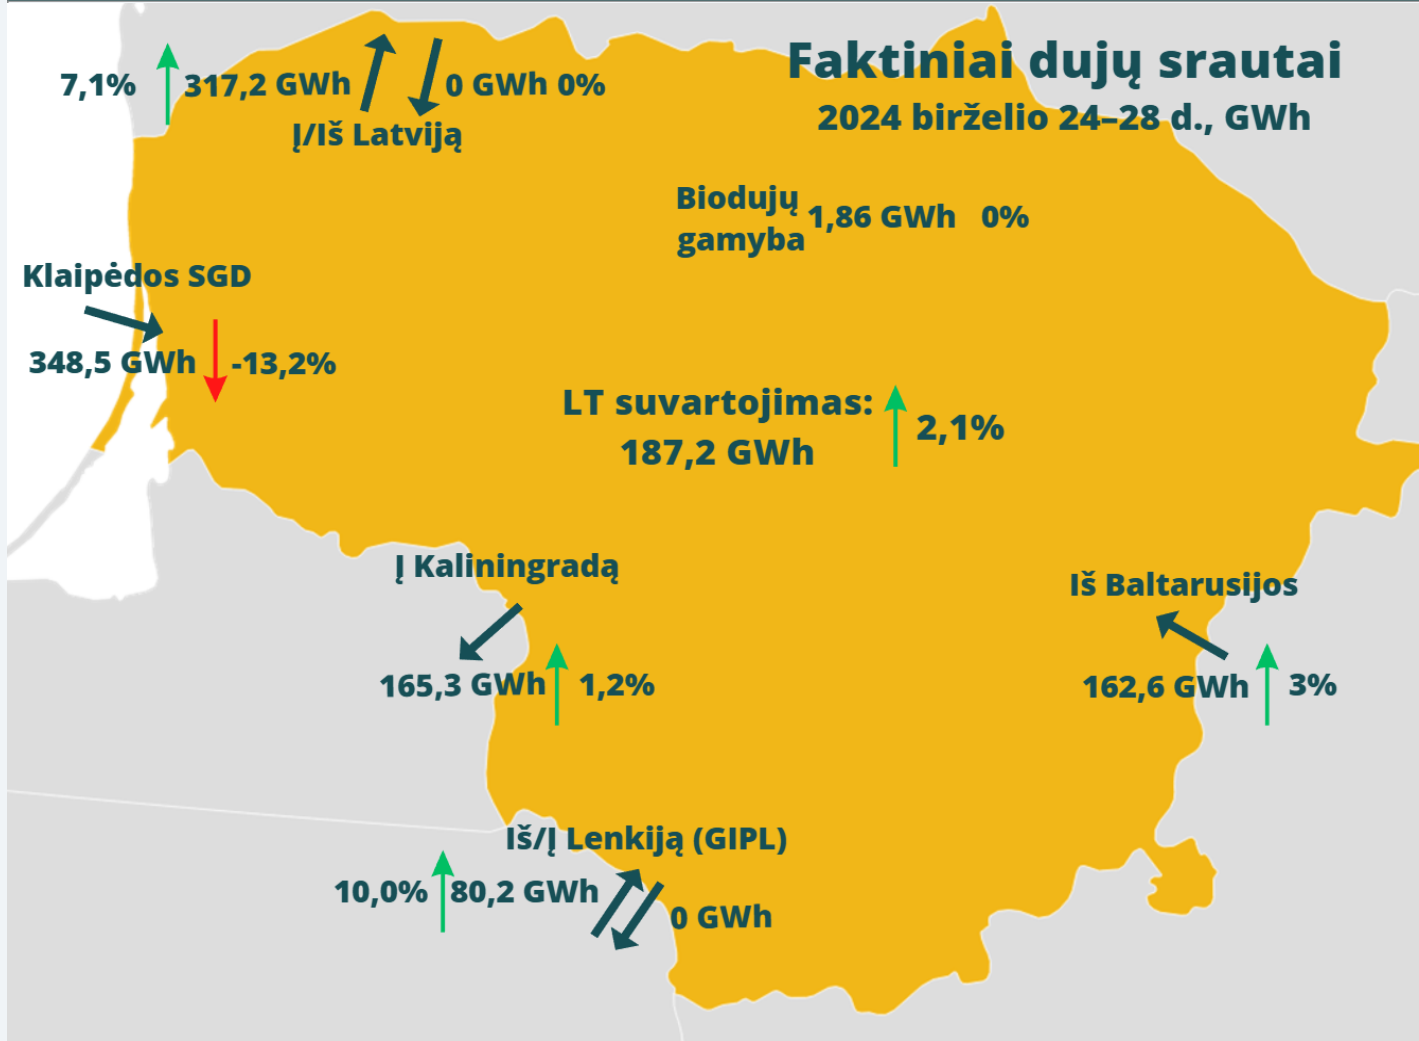 Faktiniai dujų srautai
2024 birželio 24–28 d., GWh
7,1% 317,2 GWh 0 GWh 0%
Į/Iš Latviją
Biodujų
gamyba
1,86 GWh 0%
Klaipėdos SGD
348,5 GWh -13,2%
LT suvartojimas:
187,2 GWh
2,1%
Į Kaliningradą
165,3 GWh 1,2%
Iš Baltarusijos
162,6 GWh 3%
Iš/Į Lenkiją (GIPL)
10,0% 80,2 GWh
0 GWh